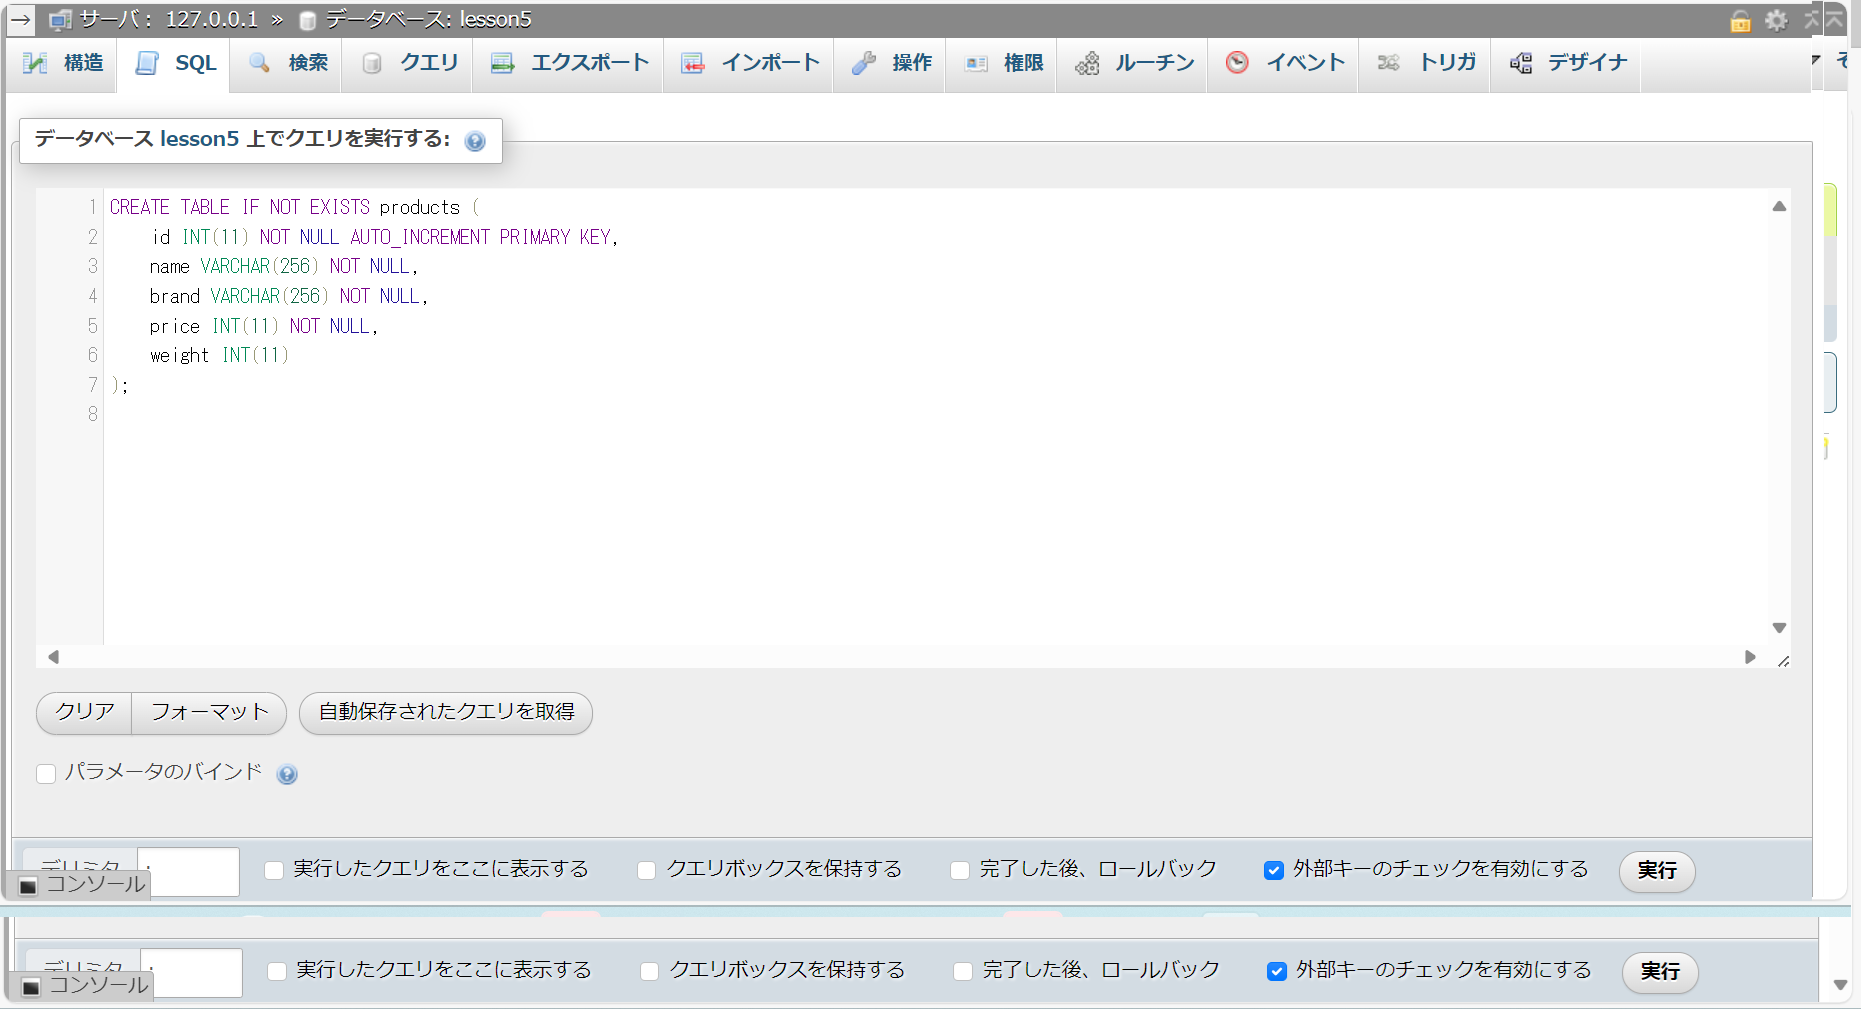 サーバ: 127.0.0.1 » データベース: lesson5
構造 SQL 検索 クエリ エクスポート インポート 操作 権限 ルーチン イベント トリガ デザイナ
データベース lesson5 上でクエリを実行する:
1 CREATE TABLE IF NOT EXISTS products (
2 id INT(11) NOT NULL AUTO_INCREMENT PRIMARY KEY,
3 name VARCHAR(256) NOT NULL,
4 brand VARCHAR(256) NOT NULL,
5 price INT(11) NOT NULL,
6 weight INT(11)
7 );
8
クリア フォーマット 自動保存されたクエリを取得
パラメータのバインド
デリミタ ; 実行したクエリをここに表示する クエリボックスを保持する 完了した後、ロールバック 外部キーのチェックを有効にする 実行
コンソール
デリミタ ; 実行したクエリをここに表示する クエリボックスを保持する 完了した後、ロールバック 外部キーのチェックを有効にする 実行
コンソール